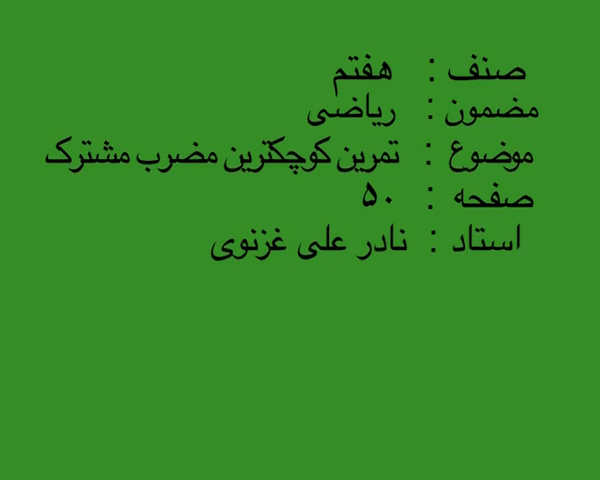 صنف : هفتم
مضمون : ریاضی
موضوع : تمرین کوچکترین مضرب مشترک
صفحه : ۵۰
استاد : نادر علی غزنوی